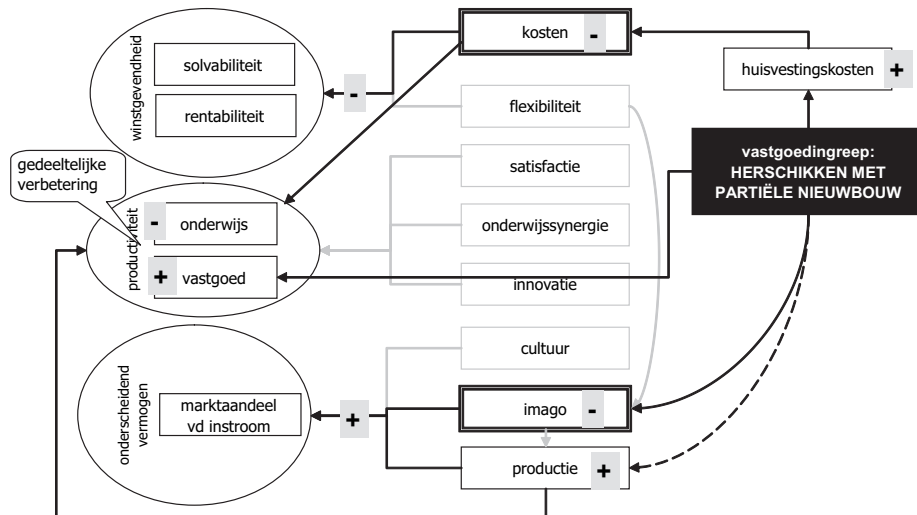 winstgevendheid
solvabiliteit
rentabiliteit
-
kosten
-
huisvestingskosten
+
flexibiliteit
vastgoedingreep:
HERSCHIKKEN MET
PARTIËLE NIEUWBOUW
satisfactie
gedeeltelijke
verbetering
productiviteit
-
onderwijs
+
vastgoed
onderwijssynergie
innovatie
cultuur
onderscheidend
vermogen
marktaandeel
vd instroom
+
imago
-
productie
+